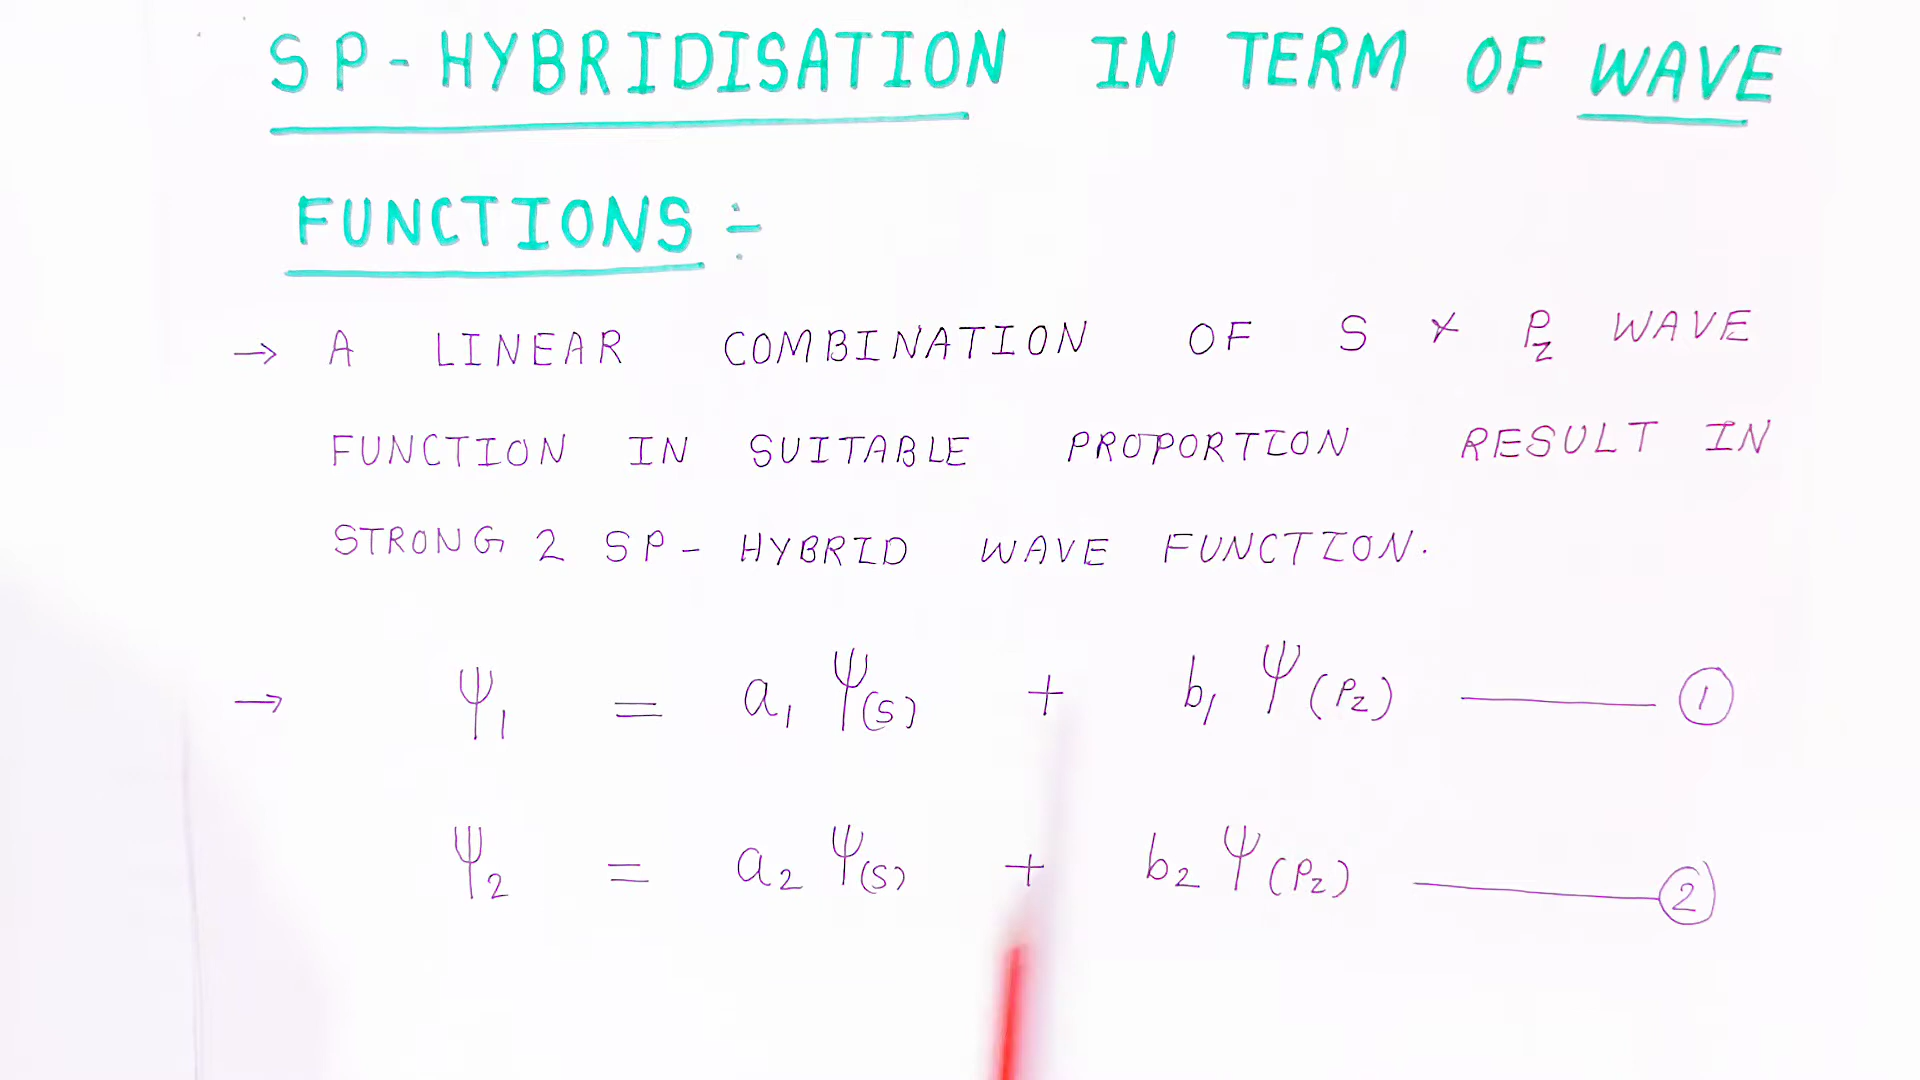 SP-HYBRIDISATION IN TERM OF WAVE
FUNCTIONS :-
→ A LINEAR COMBINATION OF S & Pz WAVE
FUNCTION IN SUITABLE PROPORTION RESULT IN
STRONG 2 SP- HYBRID WAVE FUNCTION.
→ Ψ₁ = a₁ Ψ(s) + b₁ Ψ(Pz) —— ①
Ψ₂ = a₂ Ψ(s) + b₂ Ψ(Pz) —— ②